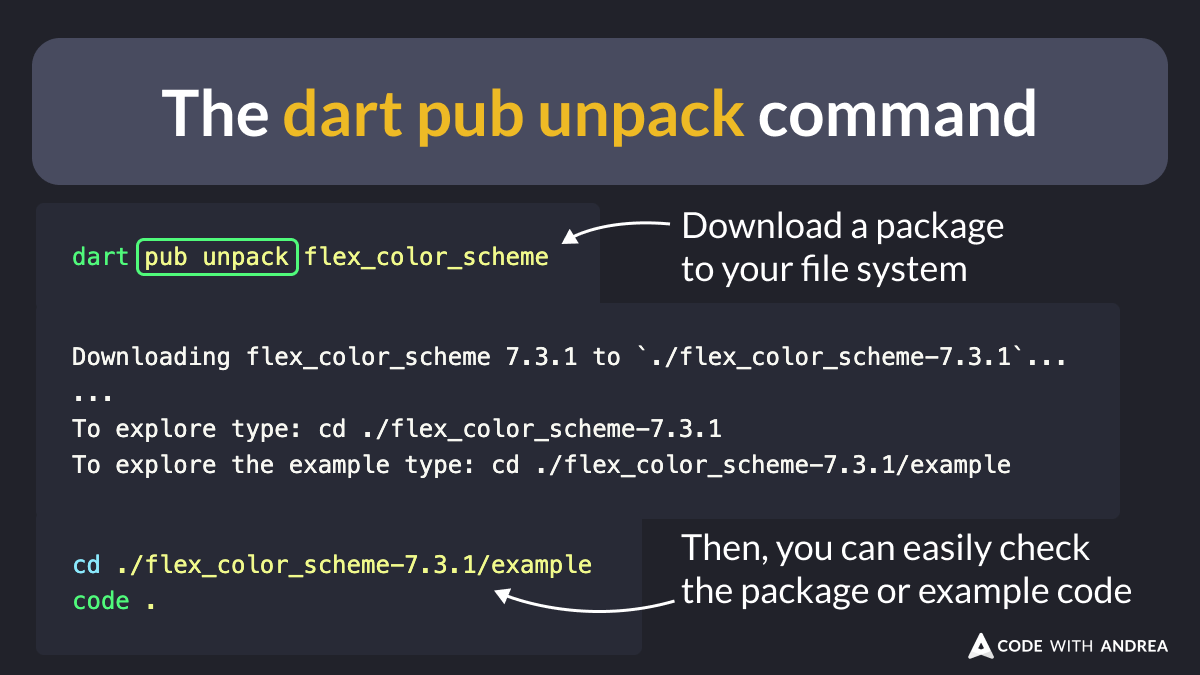 The dart pub unpack command
dart pub unpack flex_color_scheme
Download a package
to your file system
Downloading flex_color_scheme 7.3.1 to `./flex_color_scheme-7.3.1`...
...
To explore type: cd ./flex_color_scheme-7.3.1
To explore the example type: cd ./flex_color_scheme-7.3.1/example
cd ./flex_color_scheme-7.3.1/example
code .
Then, you can easily check
the package or example code
CODE WITH ANDREA